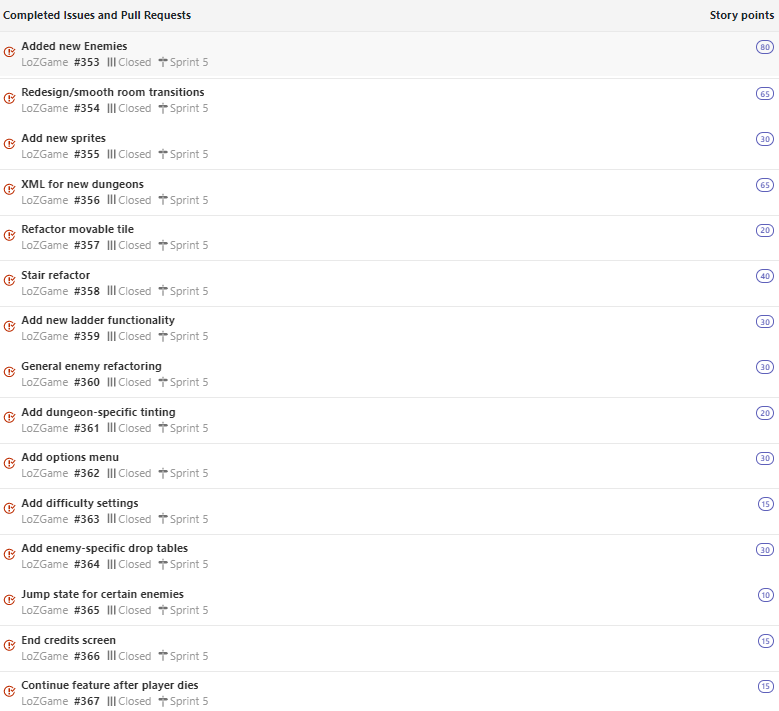 Completed Issues and Pull Requests Story points
Added new Enemies 80
LoZGame #353 Closed Sprint 5
Redesign/smooth room transitions 65
LoZGame #354 Closed Sprint 5
Add new sprites 30
LoZGame #355 Closed Sprint 5
XML for new dungeons 65
LoZGame #356 Closed Sprint 5
Refactor movable tile 20
LoZGame #357 Closed Sprint 5
Stair refactor 40
LoZGame #358 Closed Sprint 5
Add new ladder functionality 30
LoZGame #359 Closed Sprint 5
General enemy refactoring 30
LoZGame #360 Closed Sprint 5
Add dungeon-specific tinting 20
LoZGame #361 Closed Sprint 5
Add options menu 30
LoZGame #362 Closed Sprint 5
Add difficulty settings 15
LoZGame #363 Closed Sprint 5
Add enemy-specific drop tables 30
LoZGame #364 Closed Sprint 5
Jump state for certain enemies 10
LoZGame #365 Closed Sprint 5
End credits screen 15
LoZGame #366 Closed Sprint 5
Continue feature after player dies 15
LoZGame #367 Closed Sprint 5